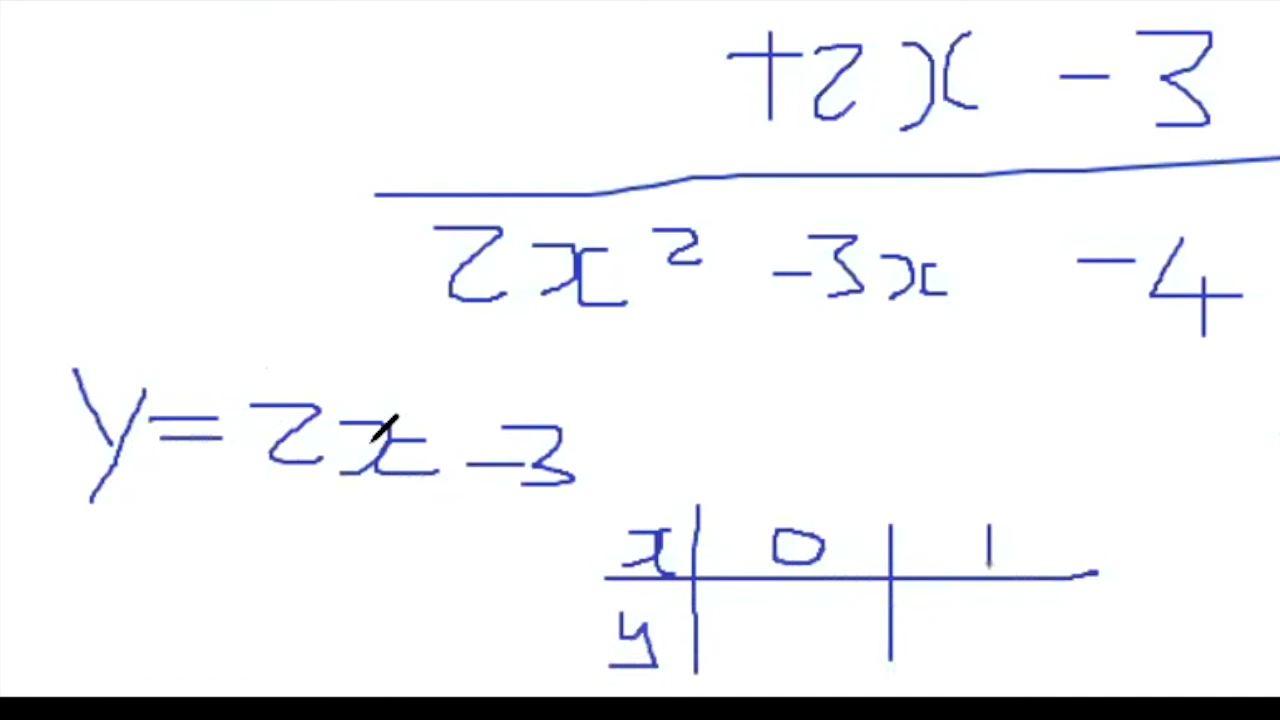 +2x - 3
2x² - 3x - 4
y = 2x - 3
x | 0 | 1
y